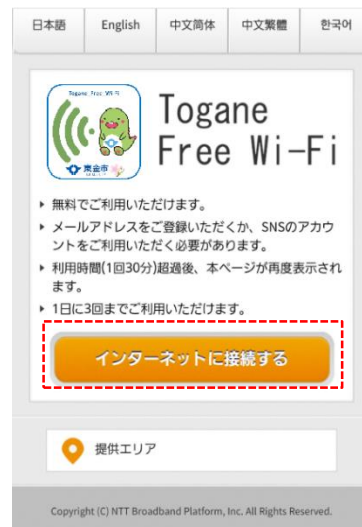 日本語 English 中文简体 中文繁體 한국어
Togane Free Wi-Fi
東金市
Togane
Free Wi-Fi
無料でご利用いただけます。
メールアドレスをご登録いただくか、SNSのアカウ
ントをご利用いただく必要があります。
利用時間(1回30分)超過後、本ページが再度表示され
ます。
1日に3回までご利用いただけます。
インターネットに接続する
提供エリア
Copyright (C) NTT Broadband Platform, Inc. All Rights Reserved.